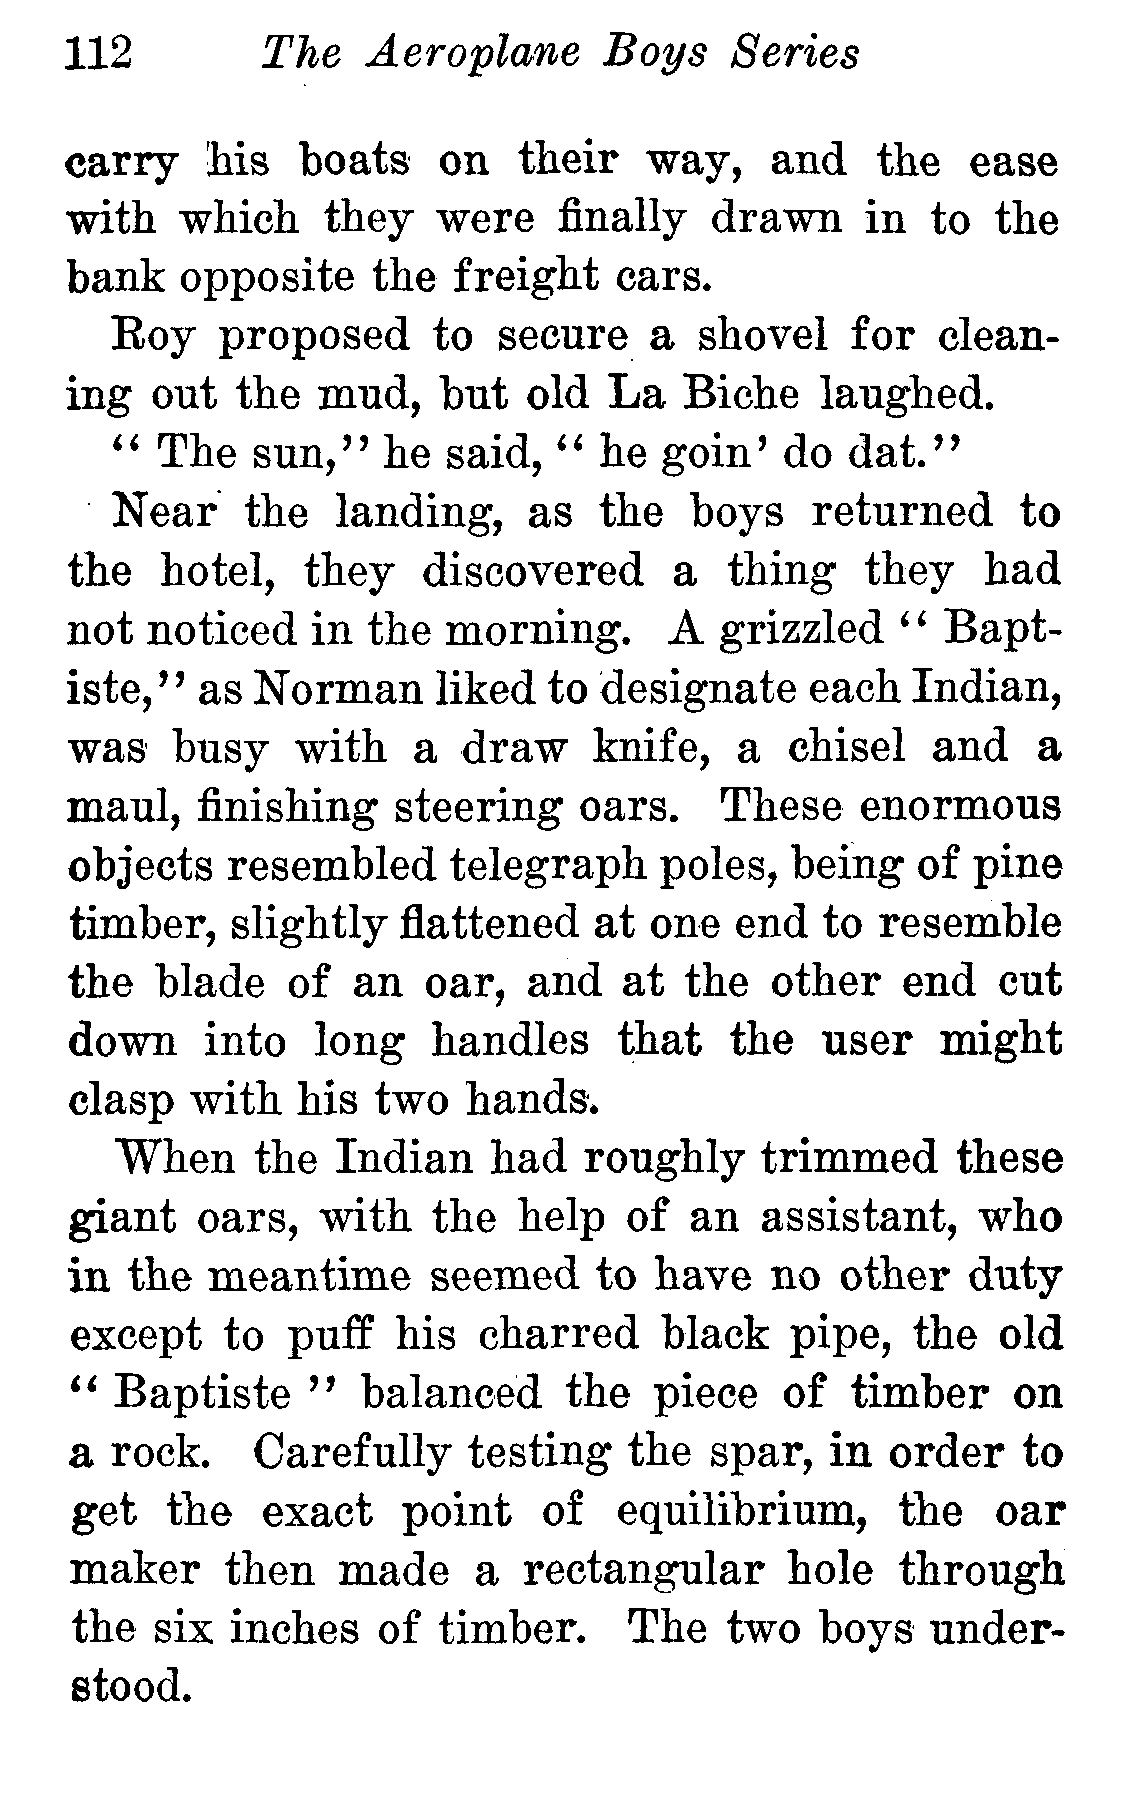 112 The Aeroplane Boys Series
carry his boats on their way, and the ease
with which they were finally drawn in to the
bank opposite the freight cars.
Roy proposed to secure a shovel for clean-
ing out the mud, but old La Biche laughed.
“ The sun,” he said, “ he goin’ do dat.”
Near the landing, as the boys returned to
the hotel, they discovered a thing they had
not noticed in the morning. A grizzled “ Bapt-
iste,” as Norman liked to designate each Indian,
was busy with a draw knife, a chisel and a
maul, finishing steering oars. These enormous
objects resembled telegraph poles, being of pine
timber, slightly flattened at one end to resemble
the blade of an oar, and at the other end cut
down into long handles that the user might
clasp with his two hands.
When the Indian had roughly trimmed these
giant oars, with the help of an assistant, who
in the meantime seemed to have no other duty
except to puff his charred black pipe, the old
“ Baptiste ” balanced the piece of timber on
a rock. Carefully testing the spar, in order to
get the exact point of equilibrium, the oar
maker then made a rectangular hole through
the six inches of timber. The two boys under-
stood.